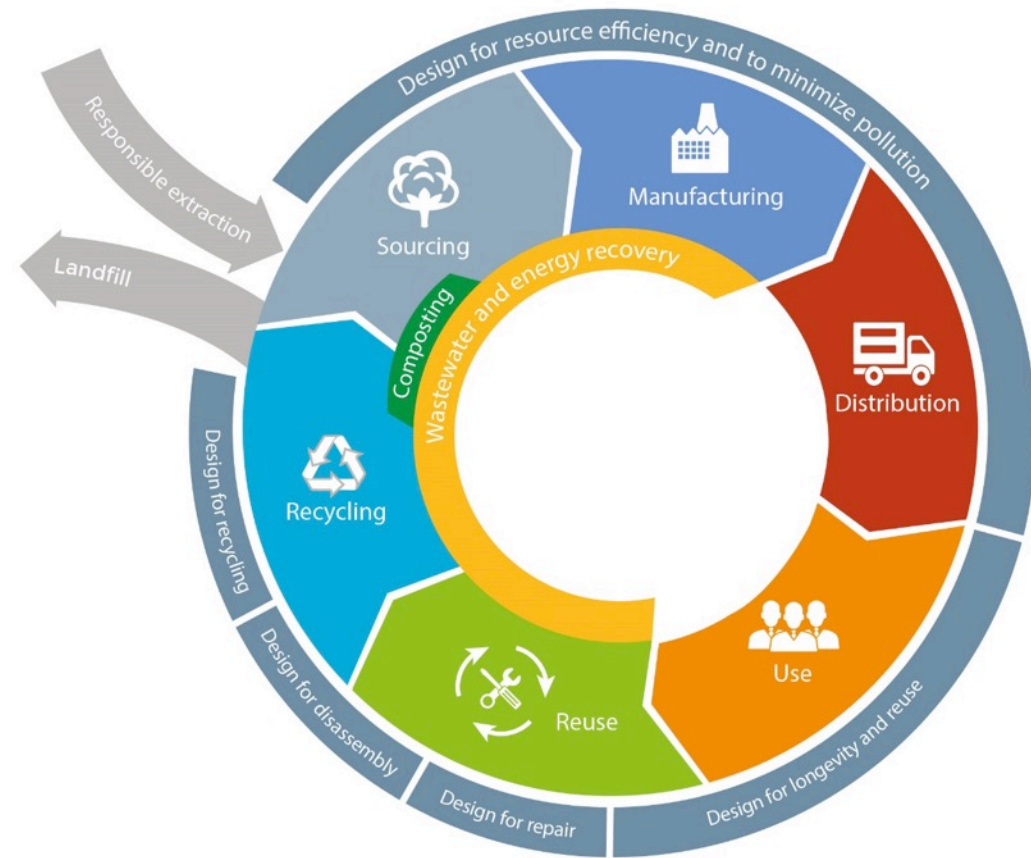 Design for resource efficiency and to minimize pollution
Responsible extraction
Landfill
Sourcing
Manufacturing
Distribution
Use
Reuse
Recycling
Composting
Wastewater and energy recovery
Design for longevity and reuse
Design for repair
Design for disassembly
Design for recycling